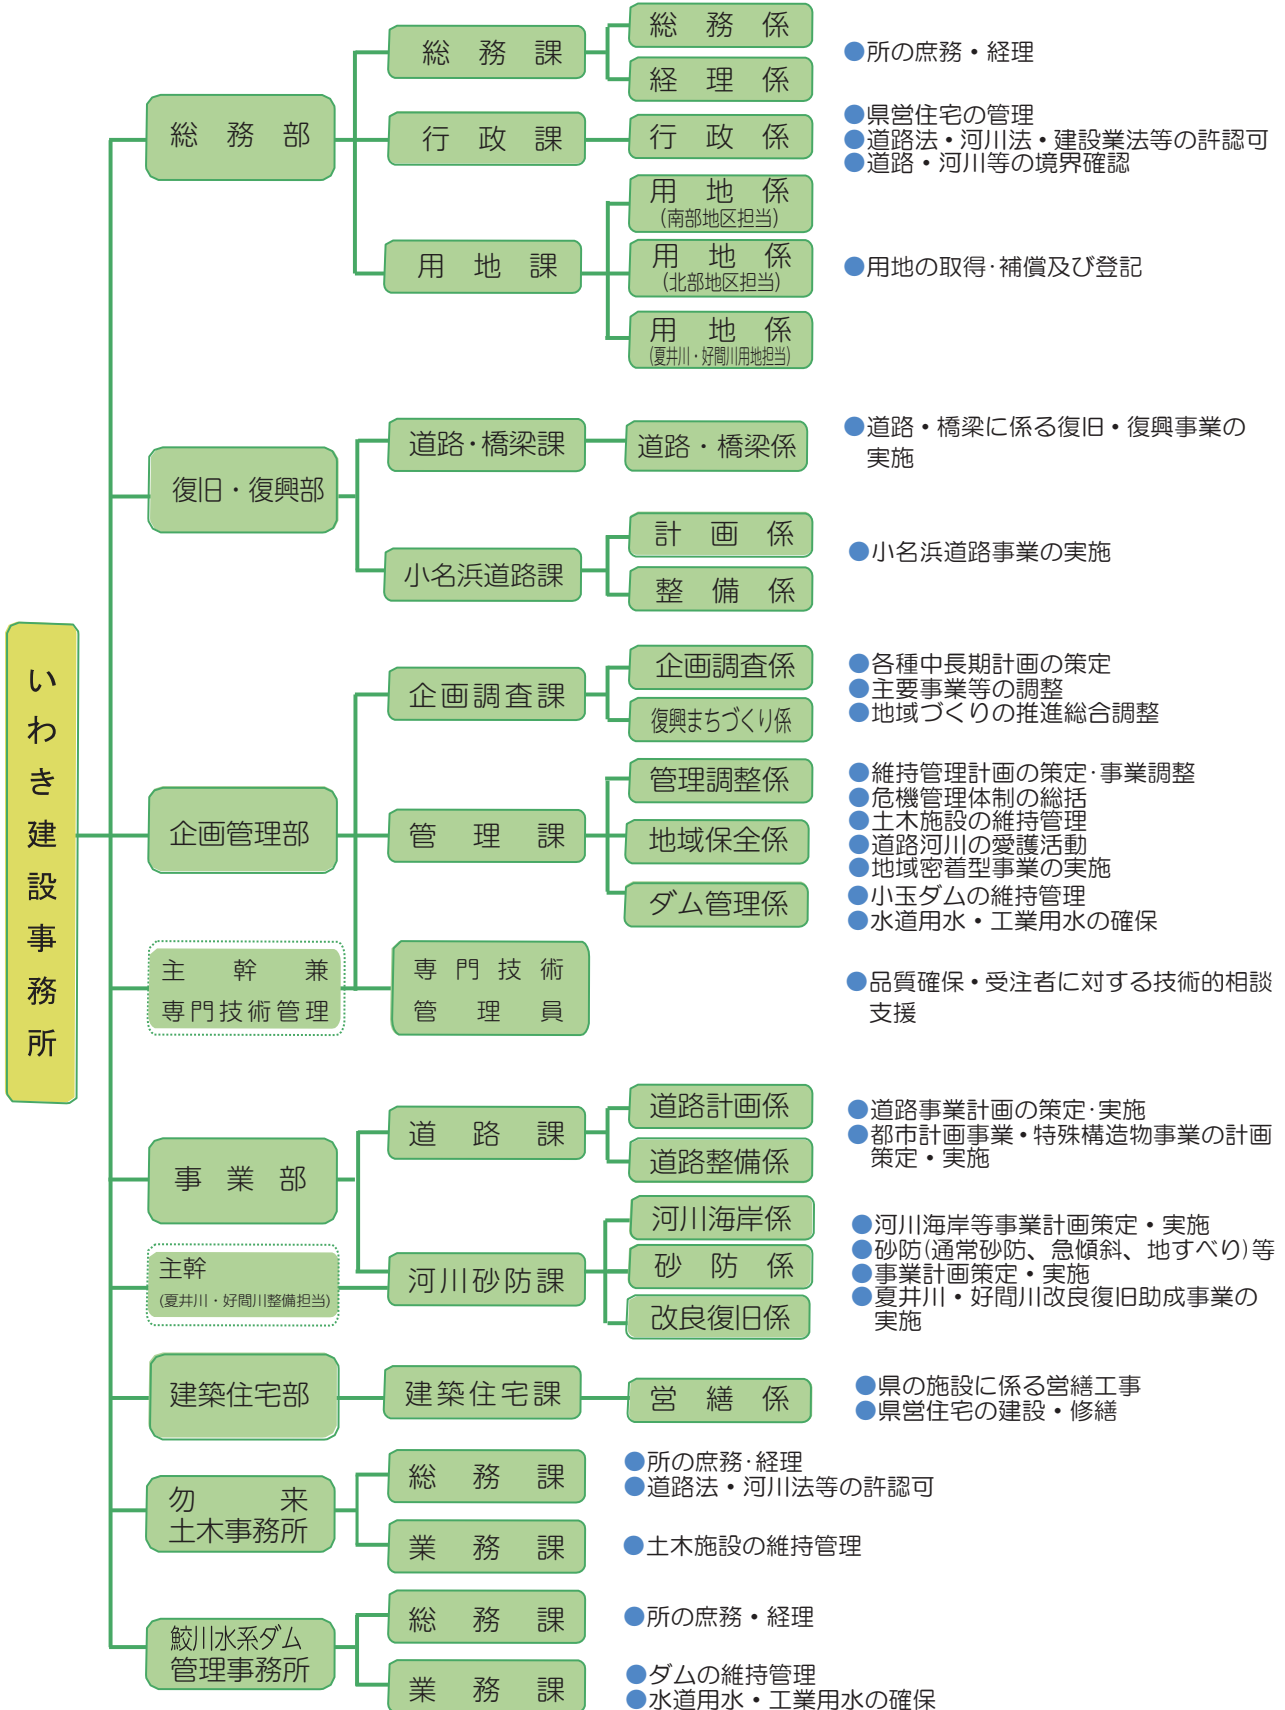 いわき建設事務所
総務部
総務課
総務係
経理係
●所の庶務・経理
行政課
行政係
●県営住宅の管理
●道路法・河川法・建設業法等の許認可
●道路・河川等の境界確認
用地課
用地係
(南部地区担当)
用地係
(北部地区担当)
用地係
(夏井川・好間川用地担当)
●用地の取得・補償及び登記
復旧・復興部
道路・橋梁課
道路・橋梁係
●道路・橋梁に係る復旧・復興事業の
実施
小名浜道路課
計画係
整備係
●小名浜道路事業の実施
企画管理部
企画調査課
企画調査係
復興まちづくり係
●各種中長期計画の策定
●主要事業等の調整
●地域づくりの推進総合調整
管理課
管理調整係
地域保全係
ダム管理係
●維持管理計画の策定・事業調整
●危機管理体制の総括
●土木施設の維持管理
●道路河川の愛護活動
●地域密着型事業の実施
●小玉ダムの維持管理
●水道用水・工業用水の確保
主幹兼
専門技術管理
専門技術
管理員
●品質確保・受注者に対する技術的相談
支援
事業部
道路課
道路計画係
道路整備係
●道路事業計画の策定・実施
●都市計画事業・特殊構造物事業の計画
策定・実施
主幹
(夏井川・好間川整備担当)
河川砂防課
河川海岸係
砂防係
改良復旧係
●河川海岸等事業計画策定・実施
●砂防(通常砂防、急傾斜、地すべり)等
●事業計画策定・実施
●夏井川・好間川改良復旧助成事業の
実施
建築住宅部
建築住宅課
営繕係
●県の施設に係る営繕工事
●県営住宅の建設・修繕
勿来
土木事務所
総務課
●所の庶務・経理
●道路法・河川法等の許認可
業務課
●土木施設の維持管理
鮫川水系ダム
管理事務所
総務課
●所の庶務・経理
業務課
●ダムの維持管理
●水道用水・工業用水の確保